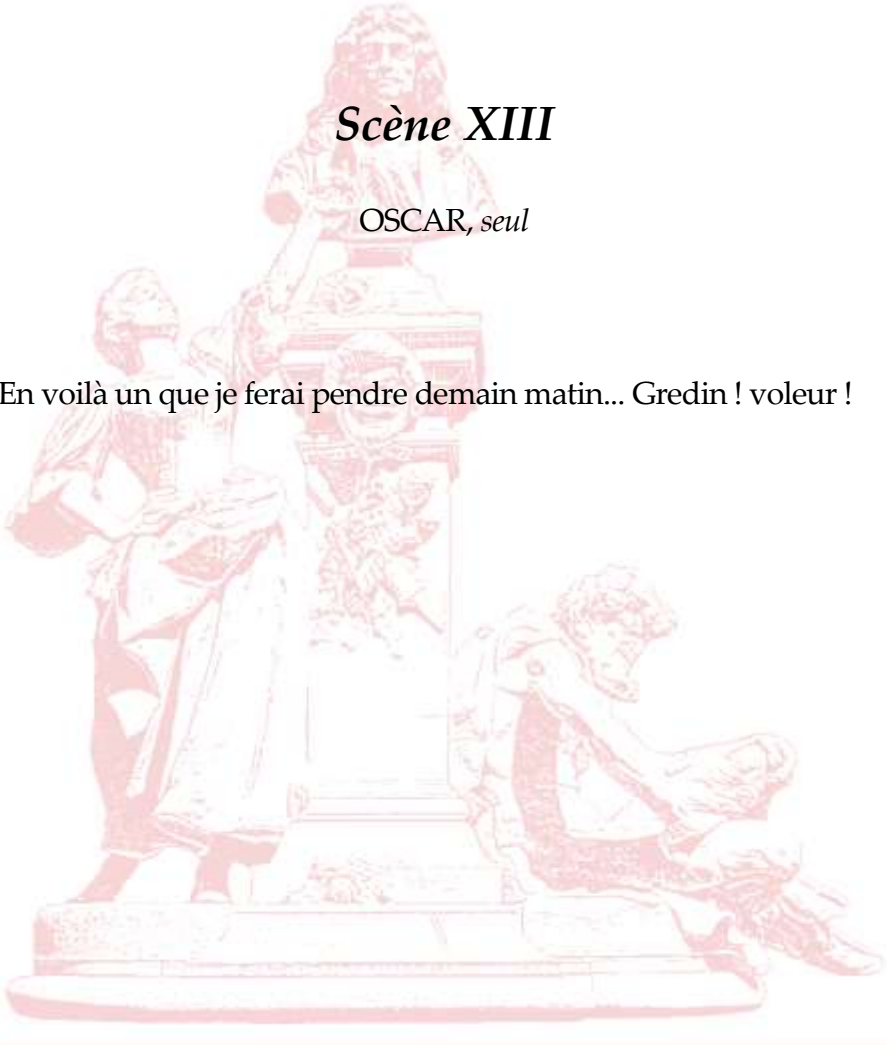 Scène XIII
OSCAR, seul
En voilà un que je ferai pendre demain matin... Gredin ! voleur !